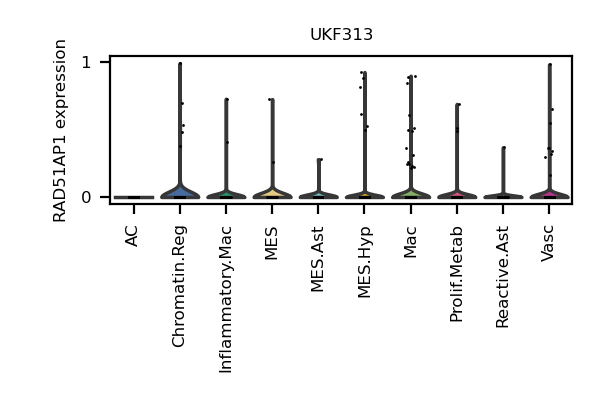 UKF313
RAD51AP1 expression
1
0
AC
Chromatin.Reg
Inflammatory.Mac
MES
MES.Ast
MES.Hyp
Mac
Prolif.Metab
Reactive.Ast
Vasc